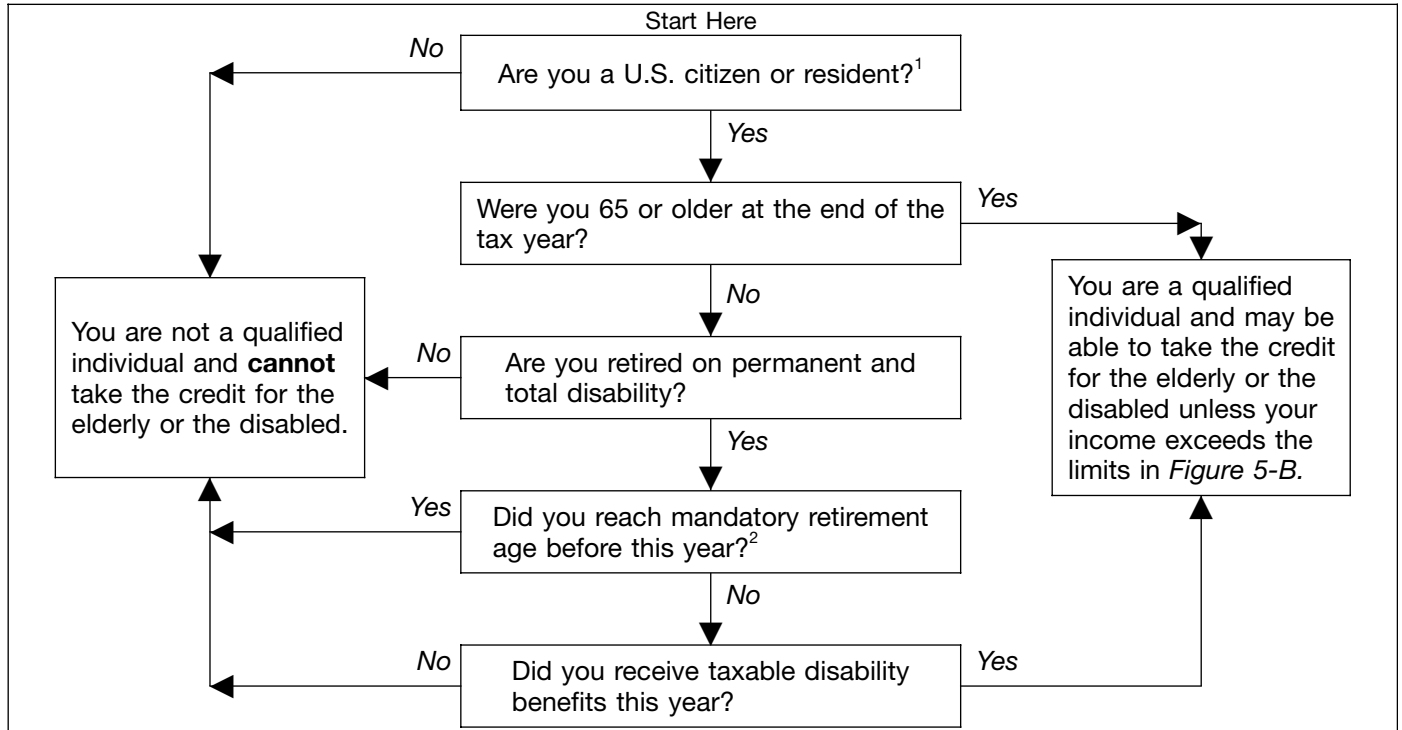 Start Here
No
Are you a U.S. citizen or resident?1
Yes
Were you 65 or older at the end of the
tax year?
Yes
No
You are not a qualified
individual and cannot
take the credit for the
elderly or the disabled.
No
Are you retired on permanent and
total disability?
You are a qualified
individual and may be
able to take the credit
for the elderly or the
disabled unless your
income exceeds the
limits in Figure 5-B.
Yes
Yes
Did you reach mandatory retirement
age before this year?2
No
No
Did you receive taxable disability
benefits this year?
Yes